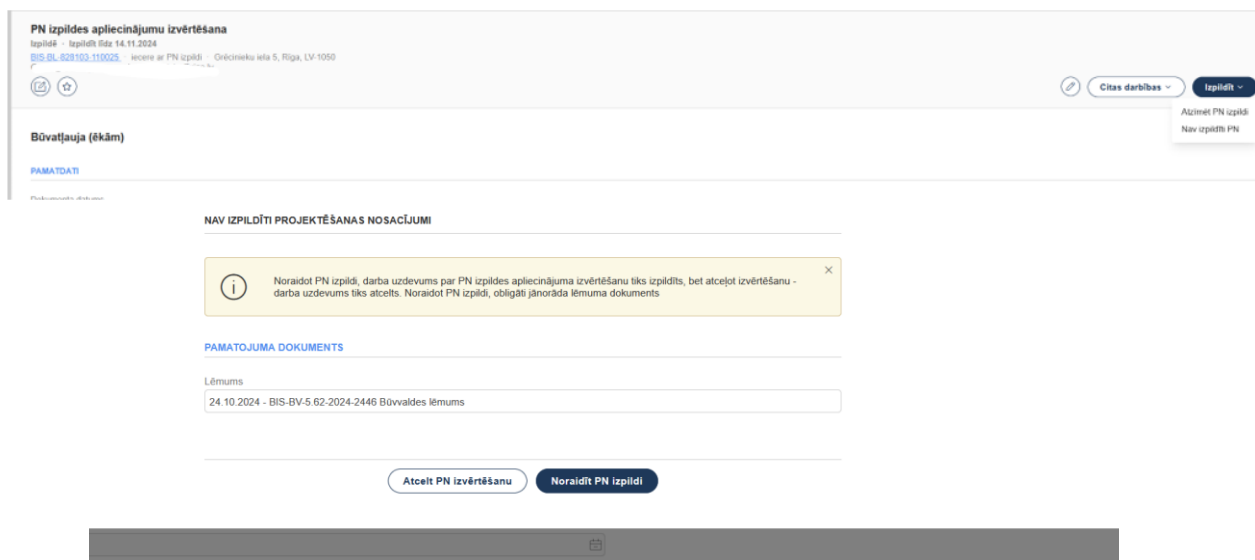 PN izpildes apliecinājumu izvērtēšana
Izpildē - Izpildīt līdz 14.11.2024
BIS-BL-828103-110025 - iecere ar PN izpildi - Grēcinieku iela 5, Rīga, LV-1050
Citas darbības
Izpildīt
Atzīmēt PN izpildi
Nav izpildīti PN
Būvatļauja (ēkām)
PAMATDATI
Dokumenta datums
NAV IZPILDĪTI PROJEKTĒŠANAS NOSACĪJUMI
Noraidot PN izpildi, darba uzdevums par PN izpildes apliecinājuma izvērtēšanu tiks izpildīts, bet atceļot izvērtēšanu -
darba uzdevums tiks atcelts. Noraidot PN izpildi, obligāti jānorāda lēmuma dokuments
PAMATOJUMA DOKUMENTS
Lēmums
24.10.2024 - BIS-BV-5.62-2024-2446 Būvvaldes lēmums
Atcelt PN izvērtēšanu
Noraidīt PN izpildi